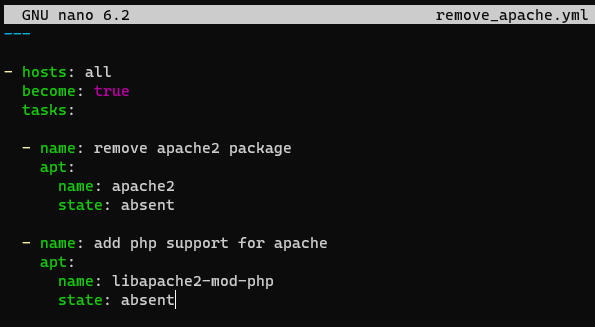 GNU nano 6.2 remove_apache.yml
---
- hosts: all
  become: true
  tasks:
  - name: remove apache2 package
    apt:
      name: apache2
      state: absent
  - name: add php support for apache
    apt:
      name: libapache2-mod-php
      state: absent